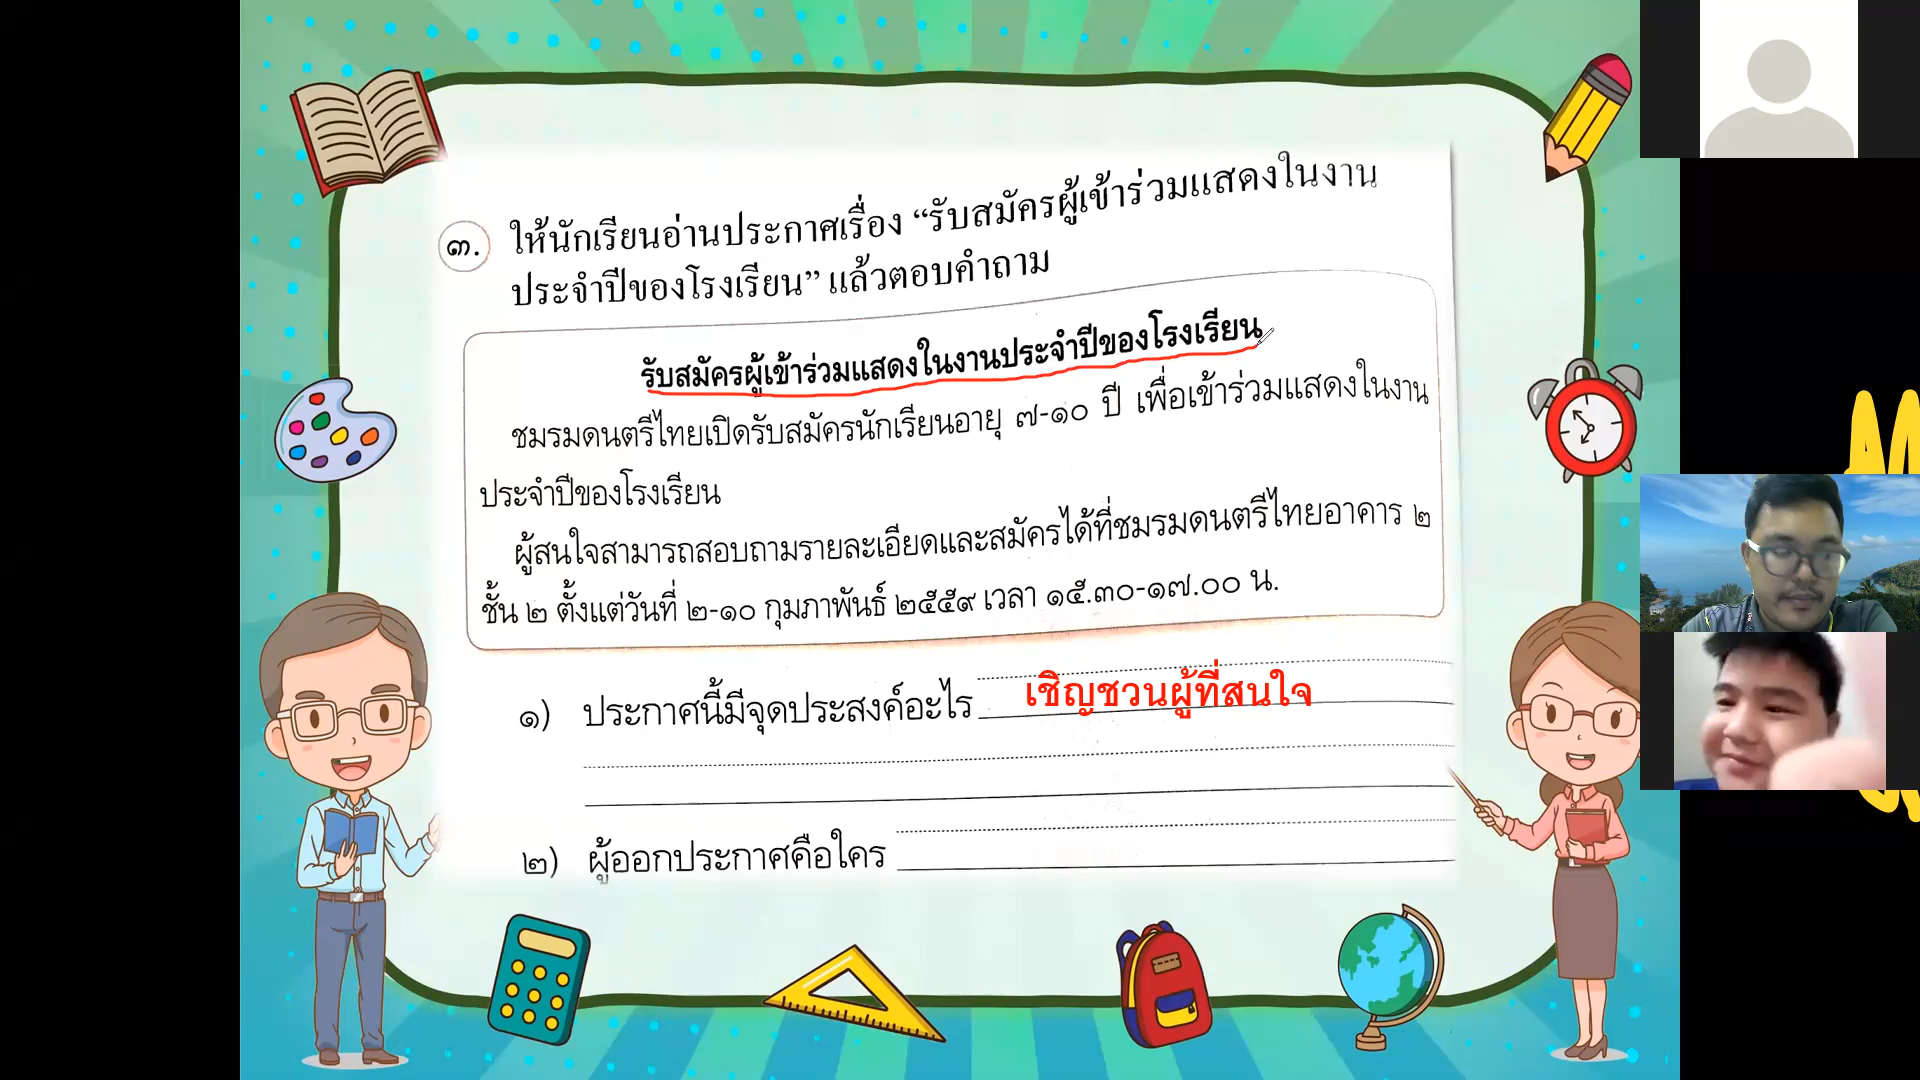 ๓. ให้นักเรียนอ่านประกาศเรื่อง “รับสมัครผู้เข้าร่วมแสดงในงาน
ประจำปีของโรงเรียน” แล้วตอบคำถาม
รับสมัครผู้เข้าร่วมแสดงในงานประจำปีของโรงเรียน
ชมรมดนตรีไทยเปิดรับสมัครนักเรียนอายุ ๗-๑๐ ปี เพื่อเข้าร่วมแสดงในงาน
ประจำปีของโรงเรียน
ผู้สนใจสามารถสอบถามรายละเอียดและสมัครได้ที่ชมรมดนตรีไทยอาคาร ๒
ชั้น ๒ ตั้งแต่วันที่ ๒-๑๐ กุมภาพันธ์ ๒๕๕๙ เวลา ๑๕.๓๐-๑๗.๐๐ น.
๑) ประกาศนี้มีจุดประสงค์อะไร เชิญชวนผู้ที่สนใจ
๒) ผู้ออกประกาศคือใคร